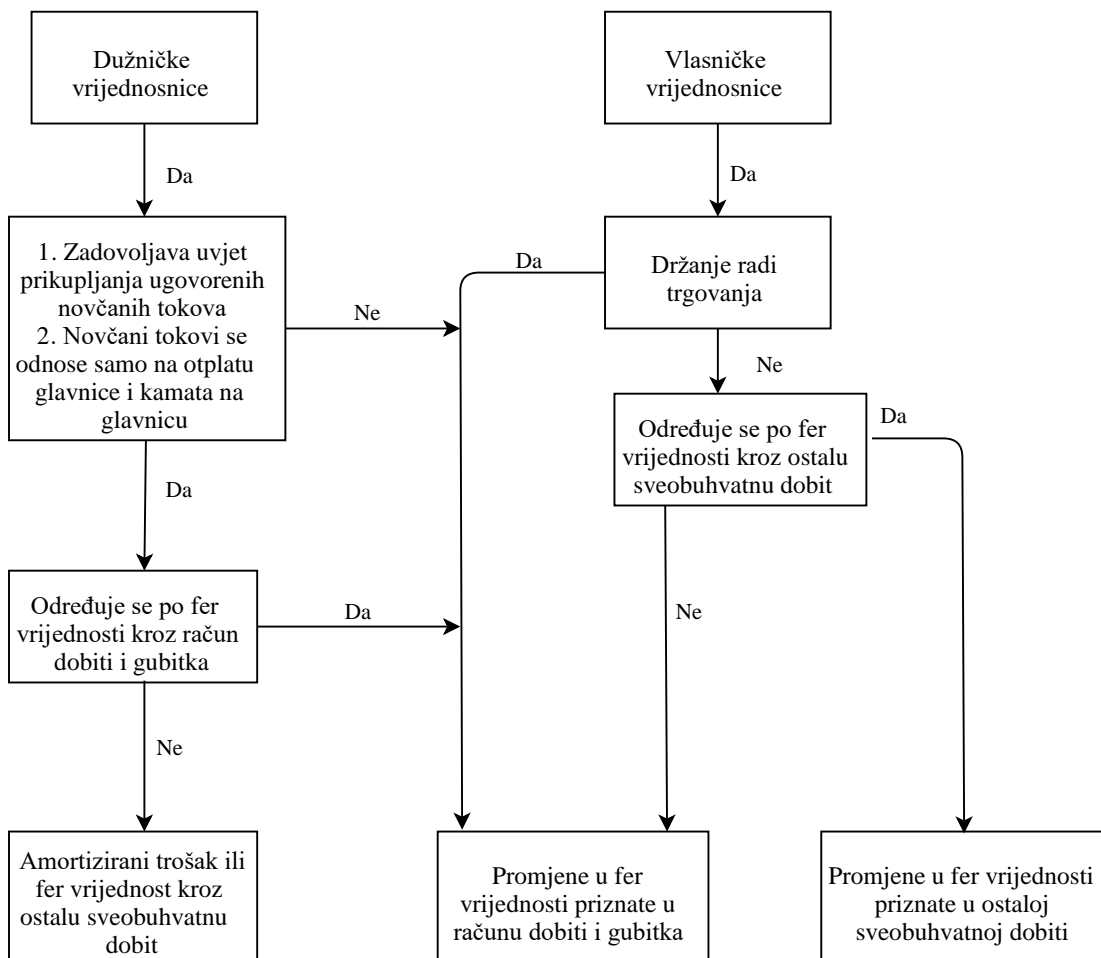 Dužničke
vrijednosnice
Vlasničke
vrijednosnice
Da
Da
1. Zadovoljava uvjet
prikupljanja ugovorenih
novčanih tokova
2. Novčani tokovi se
odnose samo na otplatu
glavnice i kamata na
glavnicu
Ne
Da
Držanje radi
trgovanja
Ne
Određuje se po fer
vrijednosti kroz ostalu
sveobuhvatnu dobit
Da
Da
Određuje se po fer
vrijednosti kroz račun
dobiti i gubitka
Da
Ne
Ne
Amortizirani trošak ili
fer vrijednost kroz
ostalu sveobuhvatnu
dobit
Promjene u fer
vrijednosti priznate u
računu dobiti i gubitka
Promjene u fer vrijednosti
priznate u ostaloj
sveobuhvatnoj dobiti